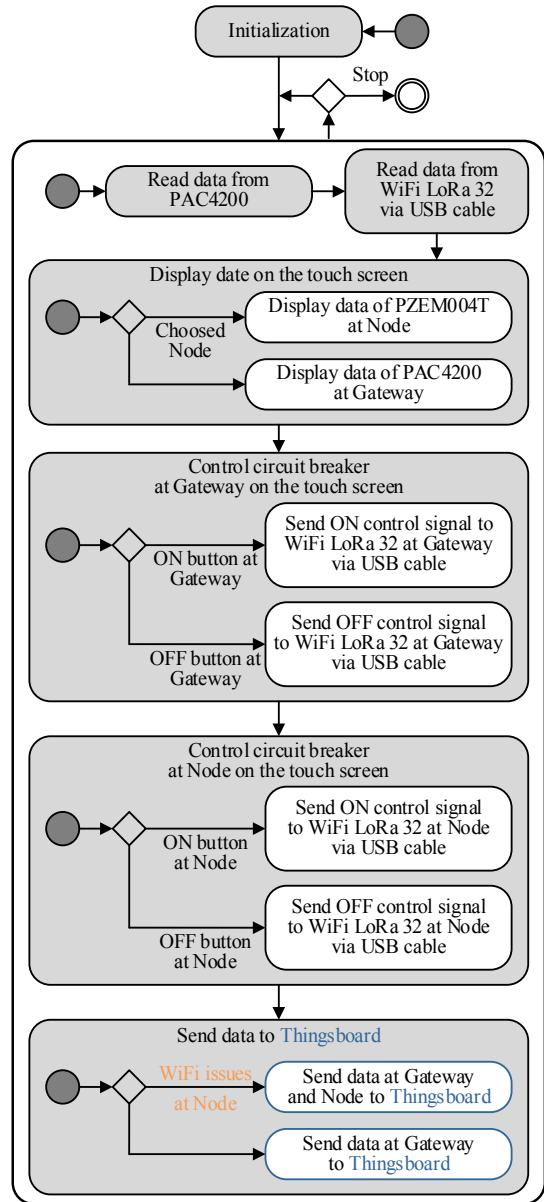 Initialization
Stop
Read data from
PAC4200
Read data from
WiFi LoRa 32
via USB cable
Display date on the touch screen
Display data of PZEM004T
at Node
Choosed
Node
Display data of PAC4200
at Gateway
Control circuit breaker
at Gateway on the touch screen
Send ON control signal to
WiFi LoRa 32 at Gateway
via USB cable
ON button at
Gateway
Send OFF control signal
to WiFi LoRa 32 at Gateway
via USB cable
OFF button at
Gateway
Control circuit breaker
at Node on the touch screen
Send ON control signal
to WiFi LoRa 32 at Node
via USB cable
ON button
at Node
Send OFF control signal
to WiFi LoRa 32 at Node
via USB cable
OFF button
at Node
Send data to Thingsboard
WiFi issues
at Node
Send data at Gateway
and Node to Thingsboard
Send data at Gateway
to Thingsboard